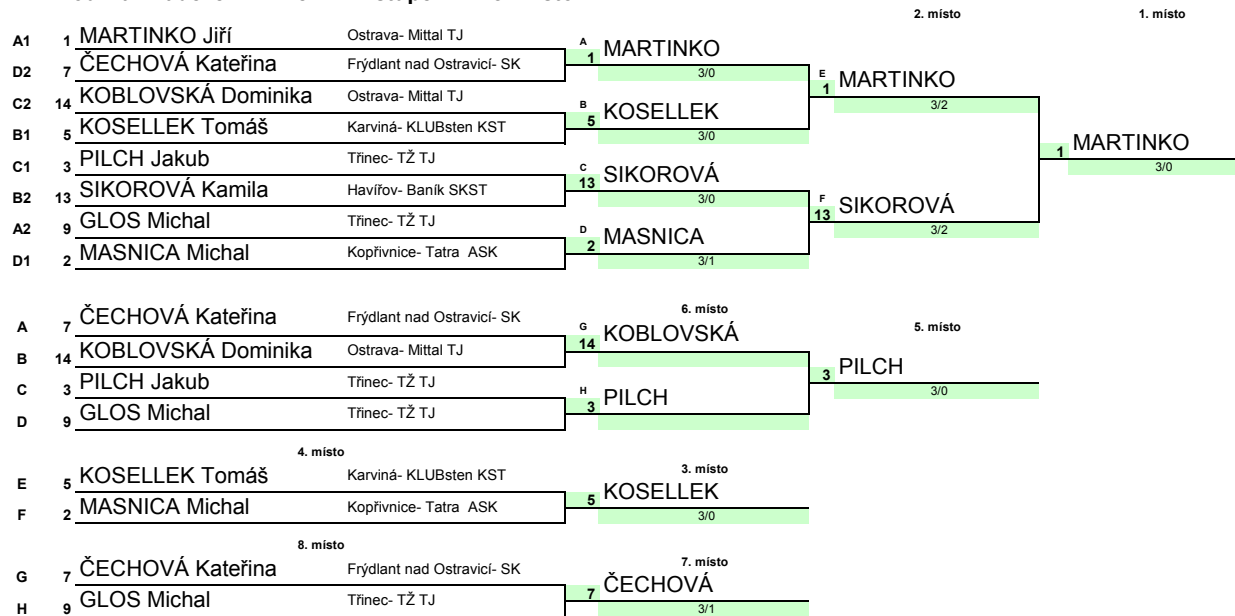 2. místo 1. místo
A1 1 MARTINKO Jiří Ostrava- Mittal TJ A MARTINKO
1 3/0
D2 7 ČECHOVÁ Kateřina Frýdlant nad Ostravicí- SK E MARTINKO
1 3/2
C2 14 KOBLOVSKÁ Dominika Ostrava- Mittal TJ B KOSELLEK
5 3/0
B1 5 KOSELLEK Tomáš Karviná- KLUBsten KST 1 MARTINKO
3/0
C1 3 PILCH Jakub Třinec- TŽ TJ C SIKOROVÁ
13 3/0
B2 13 SIKOROVÁ Kamila Havířov- Baník SKST F SIKOROVÁ
13 3/2
A2 9 GLOS Michal Třinec- TŽ TJ D MASNICA
2 3/1
D1 2 MASNICA Michal Kopřivnice- Tatra ASK
6. místo 5. místo
A 7 ČECHOVÁ Kateřina Frýdlant nad Ostravicí- SK G KOBLOVSKÁ
14
B 14 KOBLOVSKÁ Dominika Ostrava- Mittal TJ 3 PILCH
3/0
C 3 PILCH Jakub Třinec- TŽ TJ H PILCH
3
D 9 GLOS Michal Třinec- TŽ TJ
4. místo 3. místo
E 5 KOSELLEK Tomáš Karviná- KLUBsten KST 5 KOSELLEK
3/0
F 2 MASNICA Michal Kopřivnice- Tatra ASK
8. místo 7. místo
G 7 ČECHOVÁ Kateřina Frýdlant nad Ostravicí- SK 7 ČECHOVÁ
3/1
H 9 GLOS Michal Třinec- TŽ TJ